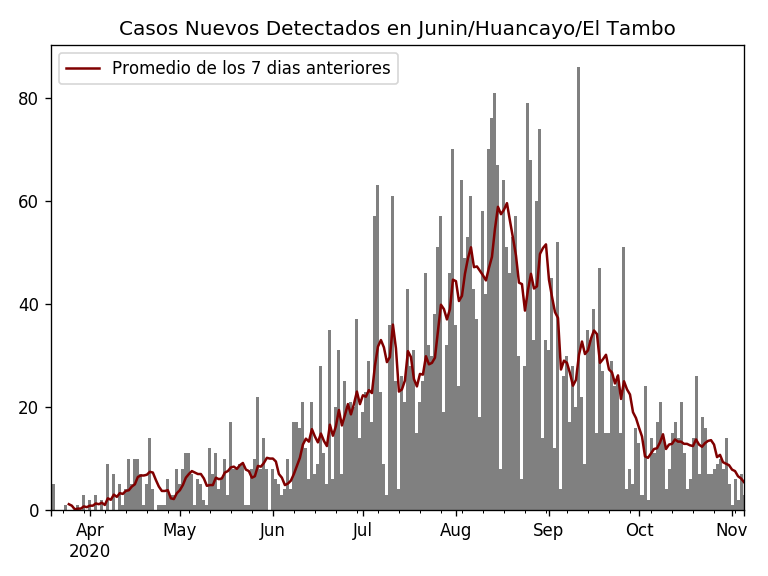 Casos Nuevos Detectados en Junin/Huancayo/El Tambo
Promedio de los 7 dias anteriores
80
60
40
20
0
Apr May Jun Jul Aug Sep Oct Nov
2020